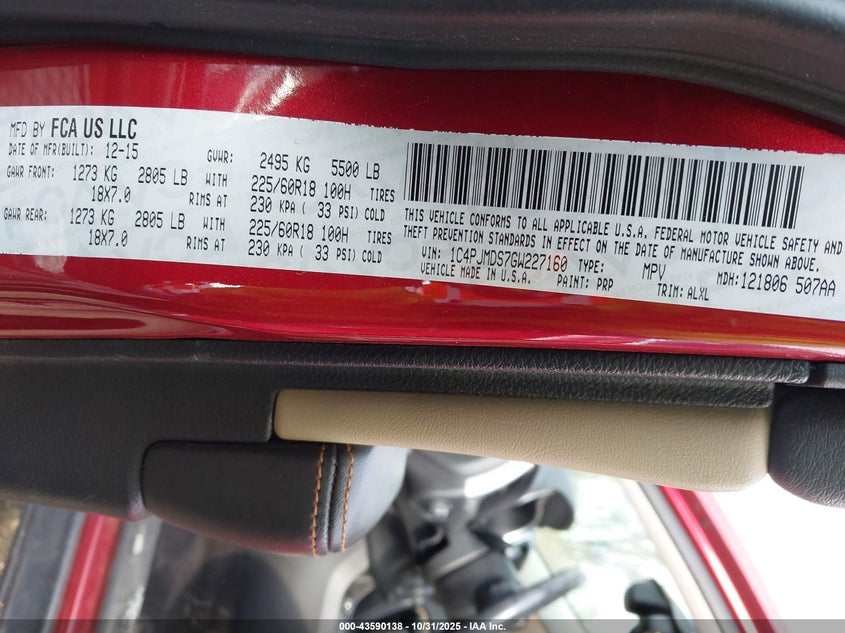 MFD BY FCA US LLC
DATE OF MFR(BUILT): 12-15 GVWR: 2495 KG 5500 LB
GAWR FRONT: 1273 KG 2805 LB WITH 225/60R18 100H TIRES
18X7.0 RIMS AT 230 KPA ( 33 PSI) COLD
GAWR REAR: 1273 KG 2805 LB WITH 225/60R18 100H TIRES
18X7.0 RIMS AT 230 KPA ( 33 PSI) COLD
THIS VEHICLE CONFORMS TO ALL APPLICABLE U.S.A. FEDERAL MOTOR VEHICLE SAFETY AND
THEFT PREVENTION STANDARDS IN EFFECT ON THE DATE OF MANUFACTURE SHOWN ABOVE.
VIN: 1C4PJMDS7GW227160 TYPE: MPV MDH:121806 507AA
VEHICLE MADE IN U.S.A. PAINT: PRP TRIM: ALXL
000-43590138 - 10/31/2025 - IAA Inc.